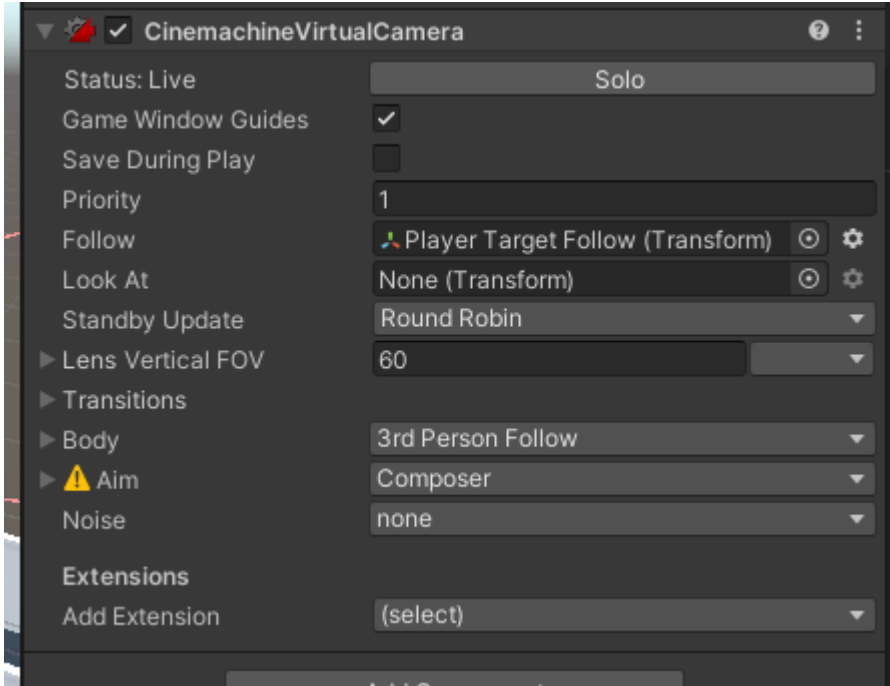 CinemachineVirtualCamera
Status: Live Solo
Game Window Guides
Save During Play
Priority 1
Follow Player Target Follow (Transform)
Look At None (Transform)
Standby Update Round Robin
Lens Vertical FOV 60
Transitions
Body 3rd Person Follow
Aim Composer
Noise none
Extensions
Add Extension (select)